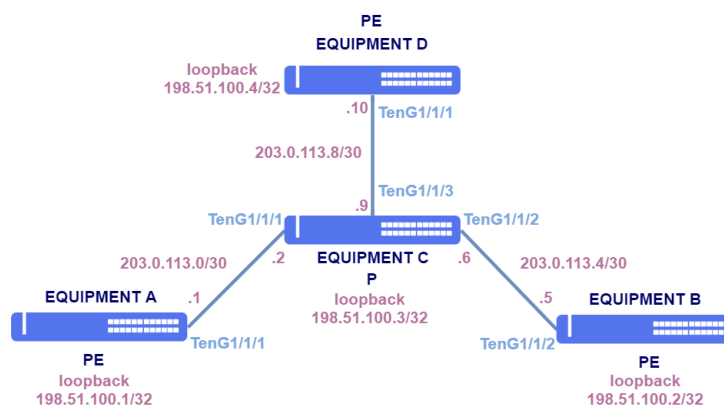 PE
EQUIPMENT D
loopback
198.51.100.4/32
.10
TenG1/1/1
203.0.113.8/30
TenG1/1/3
.9
TenG1/1/1
TenG1/1/2
.2
EQUIPMENT C
.6
203.0.113.0/30
203.0.113.4/30
P
loopback
198.51.100.3/32
EQUIPMENT A
.1
.5
EQUIPMENT B
TenG1/1/1
TenG1/1/2
PE
loopback
198.51.100.1/32
PE
loopback
198.51.100.2/32